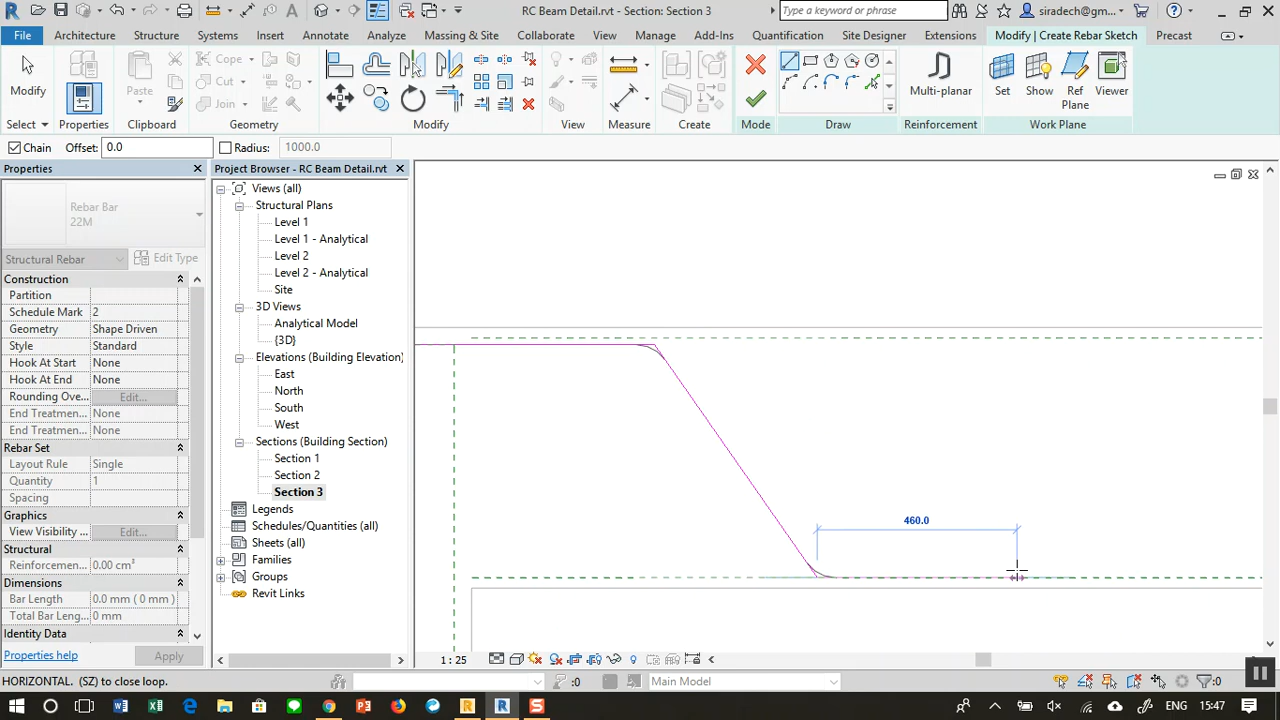 RC Beam Detail.rvt - Section: Section 3
Type a keyword or phrase
siradech@gm...
File Architecture Structure Systems Insert Annotate Analyze Massing & Site Collaborate View Manage Add-Ins Quantification Site Designer Extensions Modify | Create Rebar Sketch Precast
Modify
Paste
Cope
Cut
Join
Multi-planar
Set
Show
Ref
Plane
Viewer
Select Properties Clipboard Geometry Modify View Measure Create Mode Draw Reinforcement Work Plane
Chain Offset: 0.0 Radius: 1000.0
Properties
Rebar Bar
22M
Structural Rebar
Edit Type
Construction
Partition
Schedule Mark 2
Geometry Shape Driven
Style Standard
Hook At Start None
Hook At End None
Rounding Ove... Edit...
End Treatmen... None
End Treatmen... None
Rebar Set
Layout Rule Single
Quantity 1
Spacing
Graphics
View Visibility ... Edit...
Structural
Reinforcemen... 0.00 cm³
Dimensions
Bar Length 0.0 mm ( 0 mm )
Total Bar Leng... 0 mm
Identity Data
Properties help
Apply
Project Browser - RC Beam Detail.rvt
Views (all)
Structural Plans
Level 1
Level 1 - Analytical
Level 2
Level 2 - Analytical
Site
3D Views
Analytical Model
{3D}
Elevations (Building Elevation)
East
North
South
West
Sections (Building Section)
Section 1
Section 2
Section 3
Legends
Schedules/Quantities (all)
Sheets (all)
Families
Groups
Revit Links
460.0
1 : 25
HORIZONTAL. (SZ) to close loop.
:0
Main Model
:0
ENG 15:47